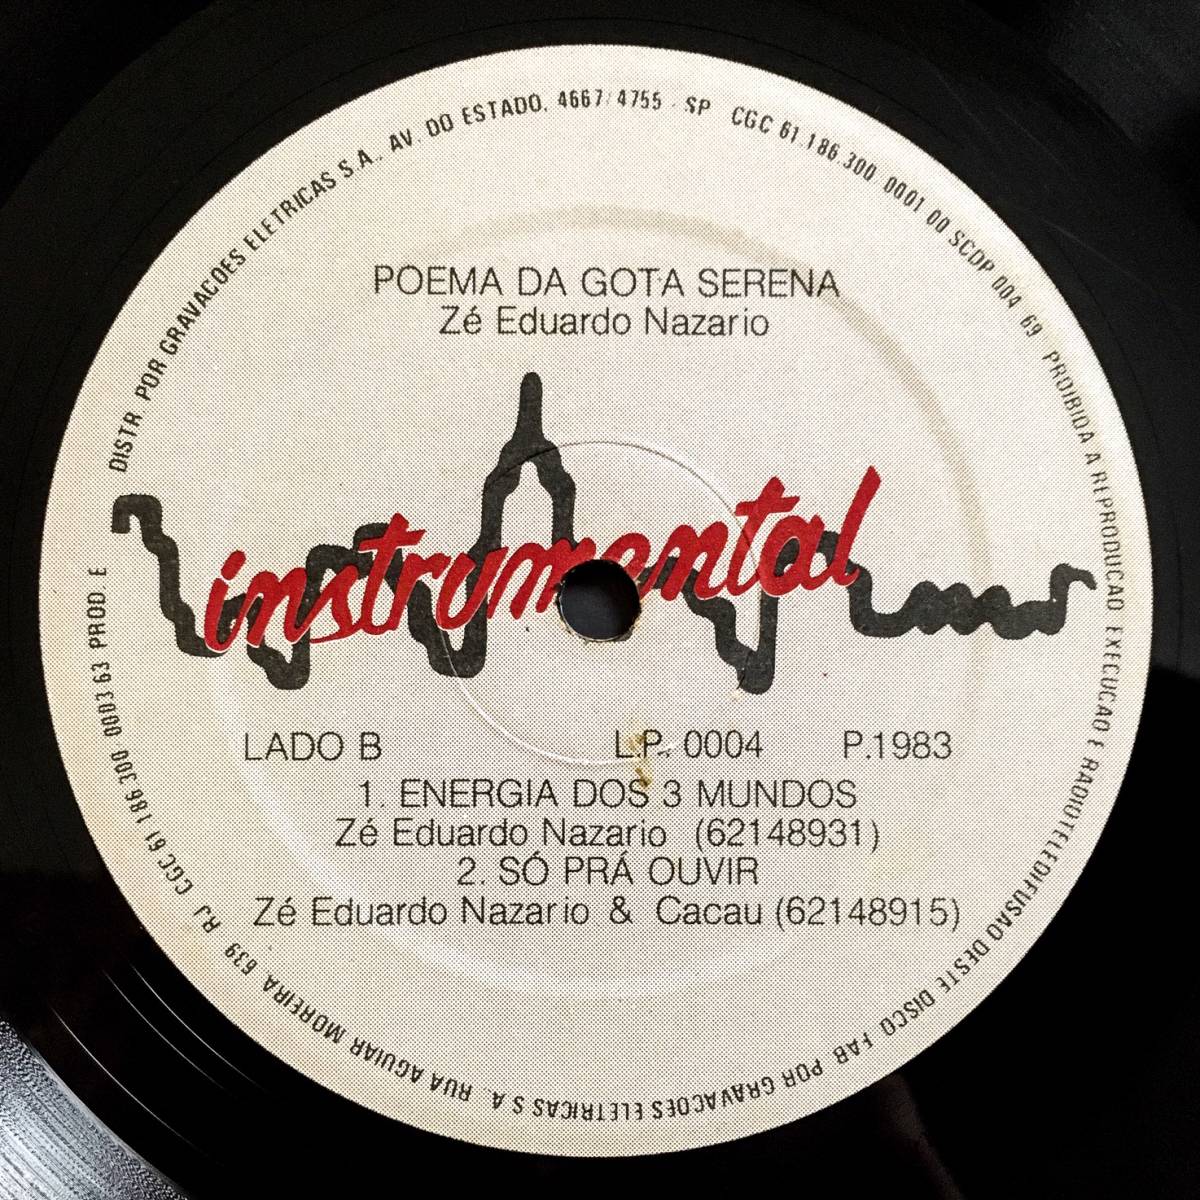 DISTR. POR GRAVACOES ELETRICAS S.A., AV. DO ESTADO, 4667/4755 - SP CGC 61.186.300 0001 00 SCDP 004 69 PROIBIDA A REPRODUCAO EXECUCAO E RADIOTELEDIFUSAO DESTE DISCO FAB POR GRAVACOES ELETRICAS S A., RUA AGUIAR MOREIRA, 639 RJ CGC 61 186.300 0003 63 PROD E
POEMA DA GOTA SERENA
Zé Eduardo Nazario
instrumental
LADO B L.P. 0004 P.1983
1. ENERGIA DOS 3 MUNDOS
Zé Eduardo Nazario (62148931)
2. SÓ PRÁ OUVIR
Zé Eduardo Nazario & Cacau (62148915)